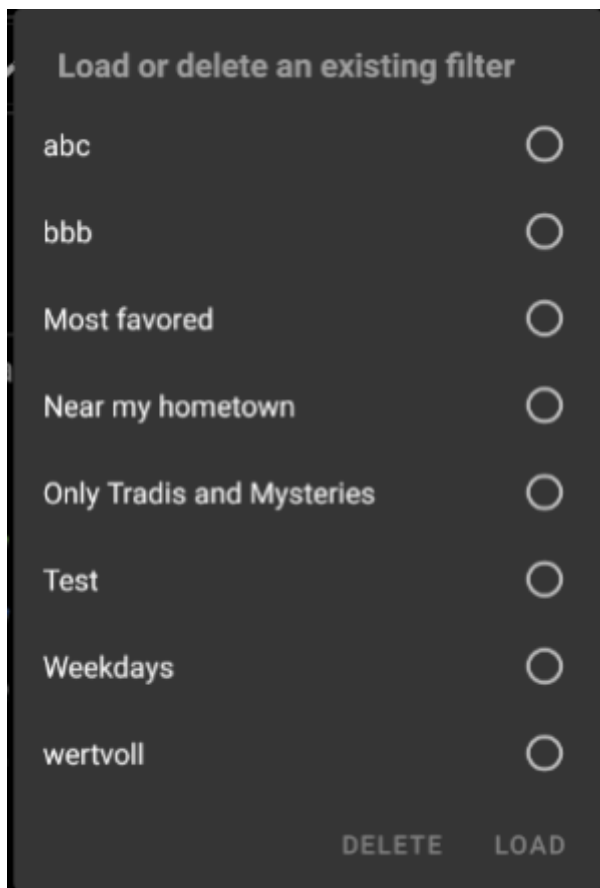 Load or delete an existing filter
abc
bbb
Most favored
Near my hometown
Only Tradis and Mysteries
Test
Weekdays
wertvoll
DELETE LOAD